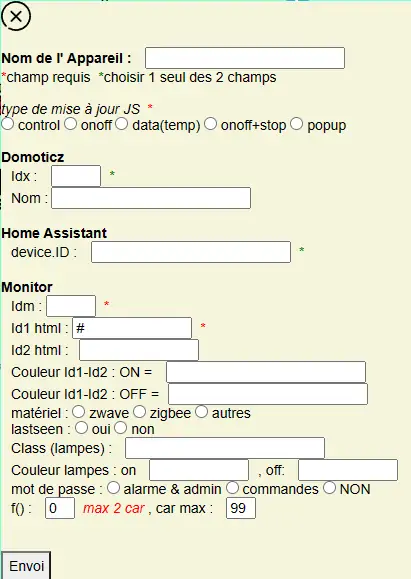 Nom de l' Appareil :
*champ requis *choisir 1 seul des 2 champs
type de mise à jour JS *
control onoff data(temp) onoff+stop popup
Domoticz
Idx : *
Nom :
Home Assistant
device.ID : *
Monitor
Idm : *
Id1 html : # *
Id2 html :
Couleur Id1-Id2 : ON =
Couleur Id1-Id2 : OFF =
matériel : zwave zigbee autres
lastseen : oui non
Class (lampes) :
Couleur lampes : on , off:
mot de passe : alarme & admin commandes NON
f() : 0 max 2 car , car max : 99
Envoi